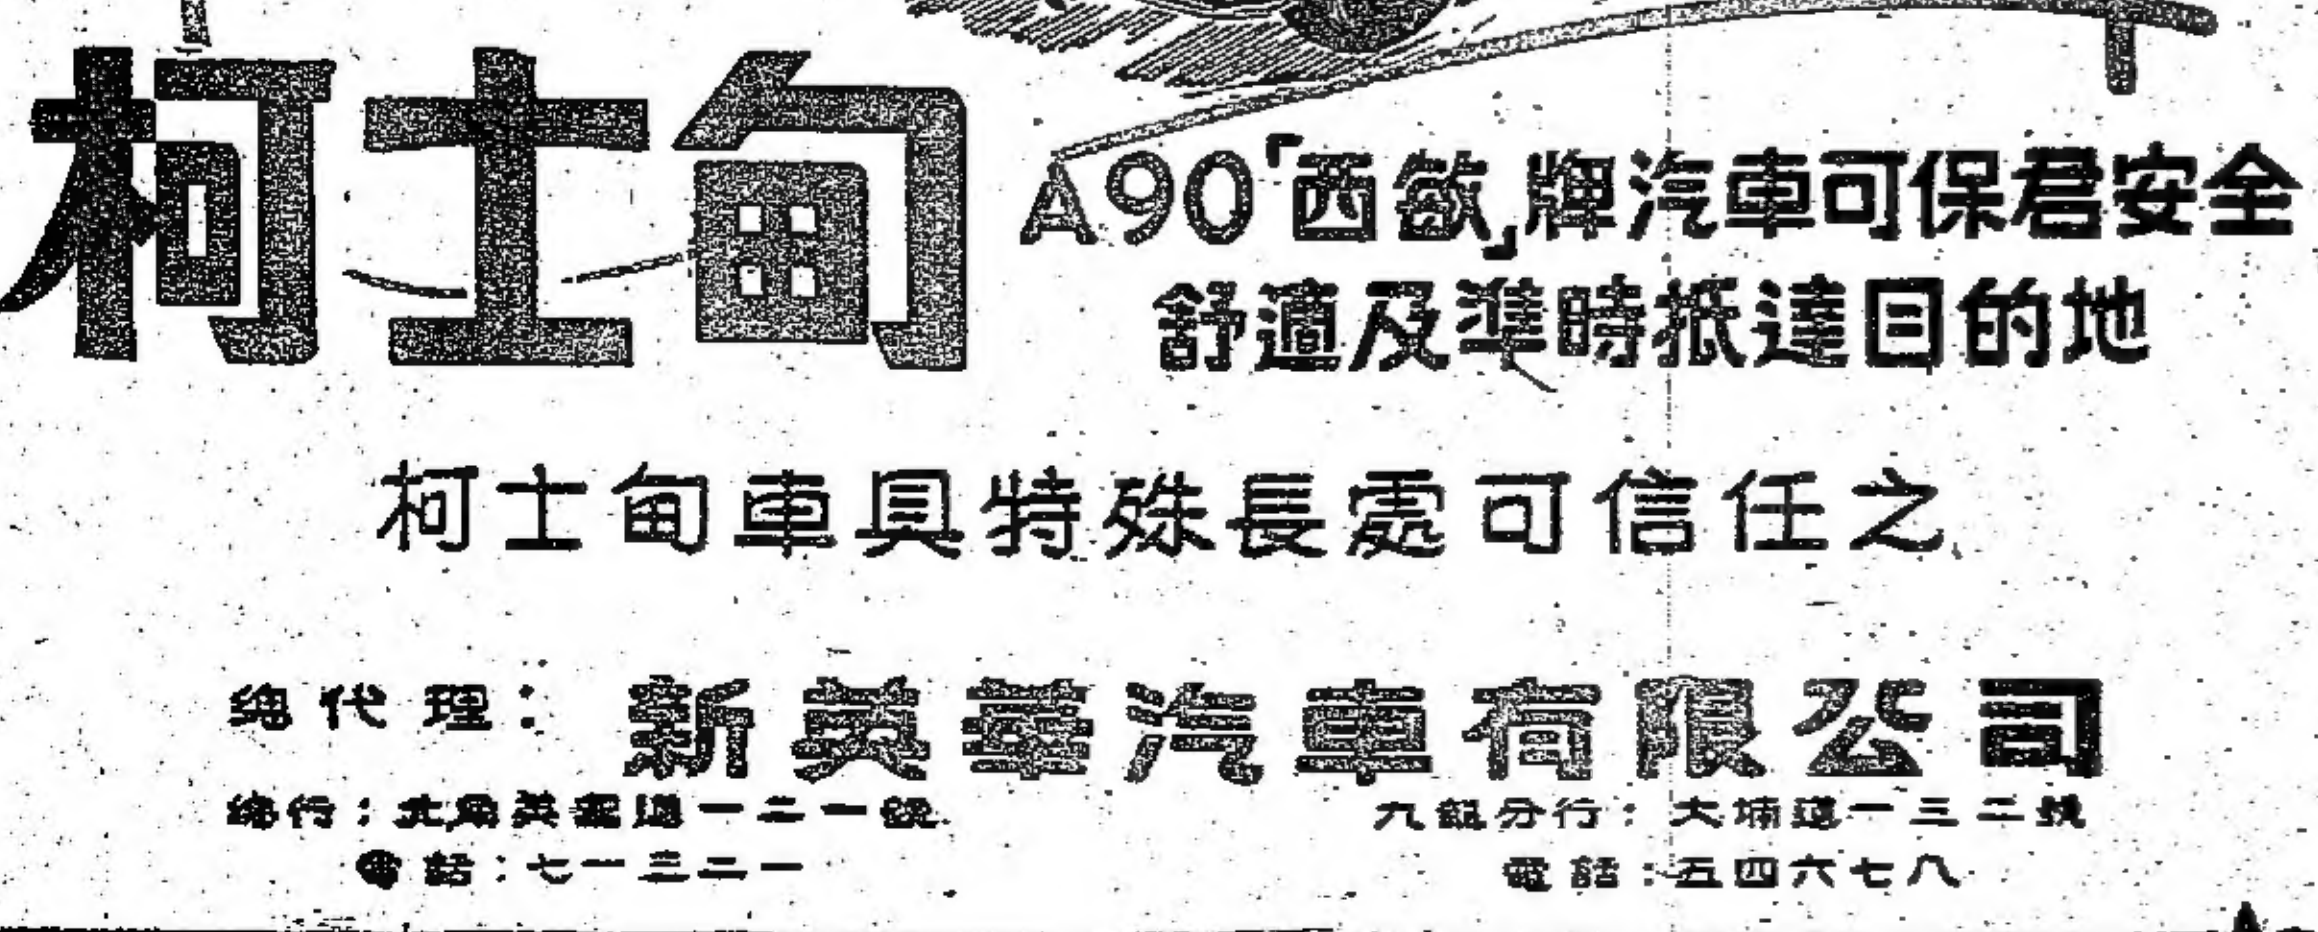 柯士甸
A90「西敏」牌汽車可保君安全
舒適及準時抵達目的地
柯士甸車具特殊長處可信任之
總代理：新英華汽車有限公司
總行：北角英皇道一二一號
電話：七一三二一
九龍分行：大埔道一三二號
電話：五四六七八